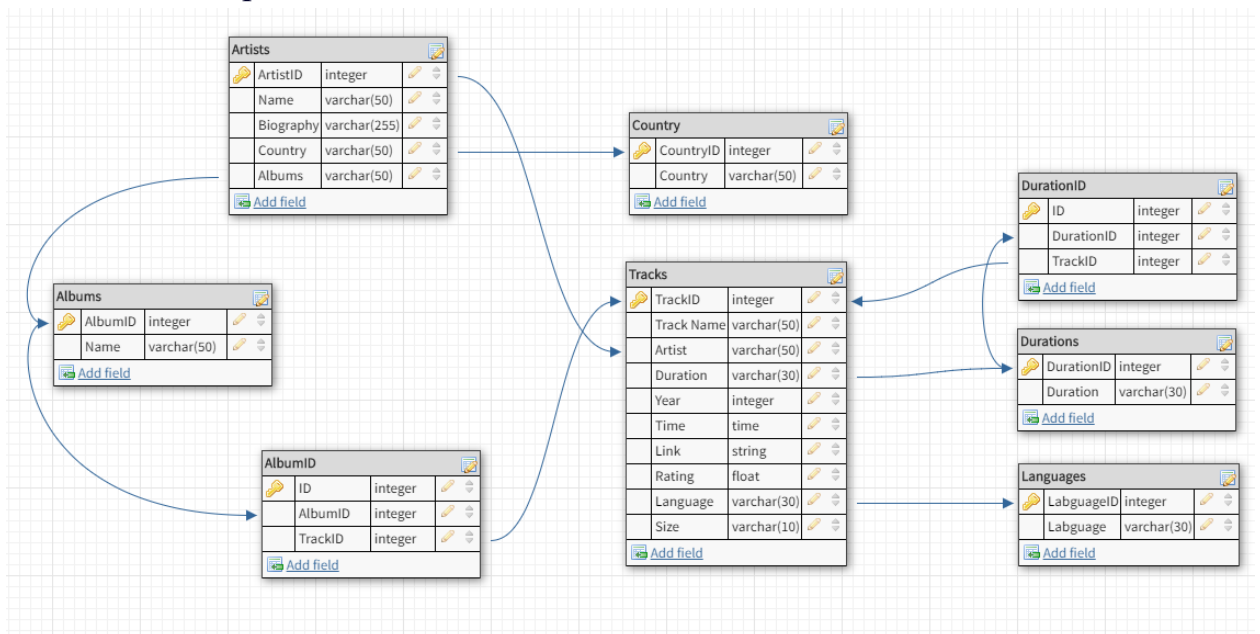 Artists
ArtistID integer
Name varchar(50)
Biography varchar(255)
Country varchar(50)
Albums varchar(50)
Add field
Country
CountryID integer
Country varchar(50)
Add field
DurationID
ID integer
DurationID integer
TrackID integer
Add field
Albums
AlbumID integer
Name varchar(50)
Add field
Tracks
TrackID integer
Track Name varchar(50)
Artist varchar(50)
Duration varchar(30)
Year integer
Time time
Link string
Rating float
Language varchar(30)
Size varchar(10)
Add field
Durations
DurationID integer
Duration varchar(30)
Add field
AlbumID
ID integer
AlbumID integer
TrackID integer
Add field
Languages
LabguageID integer
Labguage varchar(30)
Add field